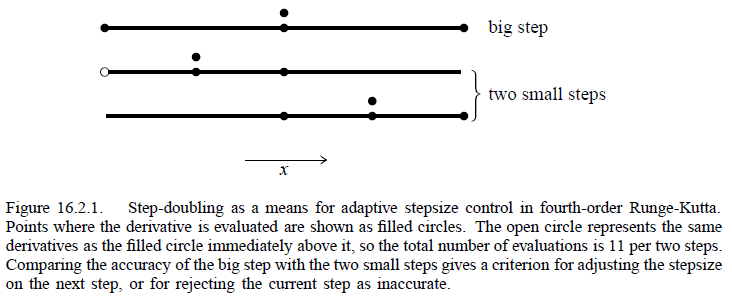 big step
two small steps
x
Figure 16.2.1. Step-doubling as a means for adaptive stepsize control in fourth-order Runge-Kutta.
Points where the derivative is evaluated are shown as filled circles. The open circle represents the same
derivatives as the filled circle immediately above it, so the total number of evaluations is 11 per two steps.
Comparing the accuracy of the big step with the two small steps gives a criterion for adjusting the stepsize
on the next step, or for rejecting the current step as inaccurate.